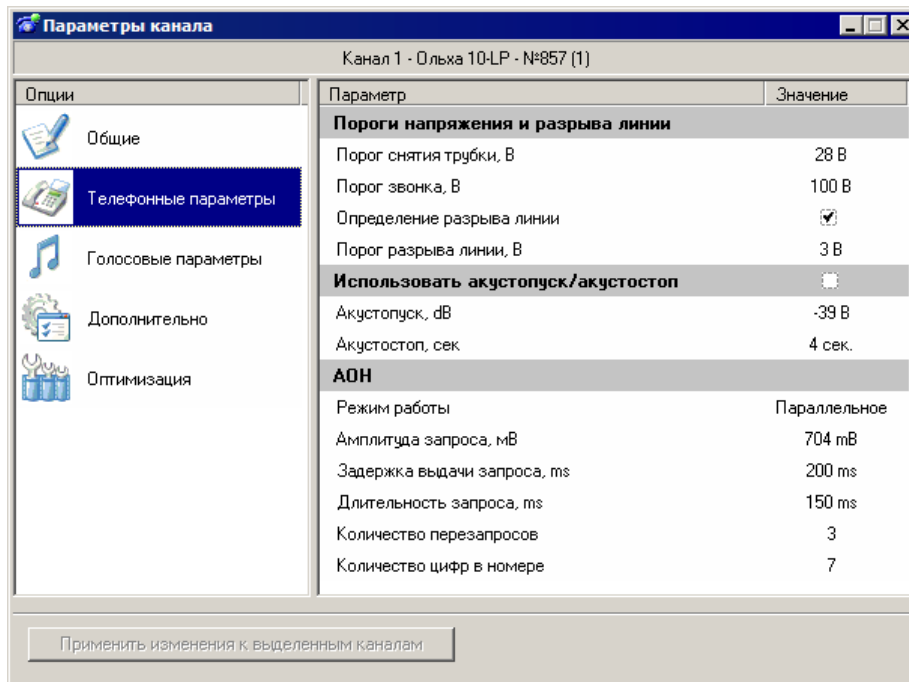 Параметры канала
Канал 1 - Ольха 10-LP - №857 (1)
Опции
Общие
Телефонные параметры
Голосовые параметры
Дополнительно
Оптимизация
Параметр Значение
Пороги напряжения и разрыва линии
Порог снятия трубки, В 28 В
Порог звонка, В 100 В
Определение разрыва линии
Порог разрыва линии, В 3 В
Использовать акустопуск/акустостоп
Акустопуск, dB -39 В
Акустостоп, сек 4 сек.
АОН
Режим работы Параллельное
Амплитуда запроса, мВ 704 mB
Задержка выдачи запроса, ms 200 ms
Длительность запроса, ms 150 ms
Количество перезапросов 3
Количество цифр в номере 7
Применить изменения к выделенным каналам